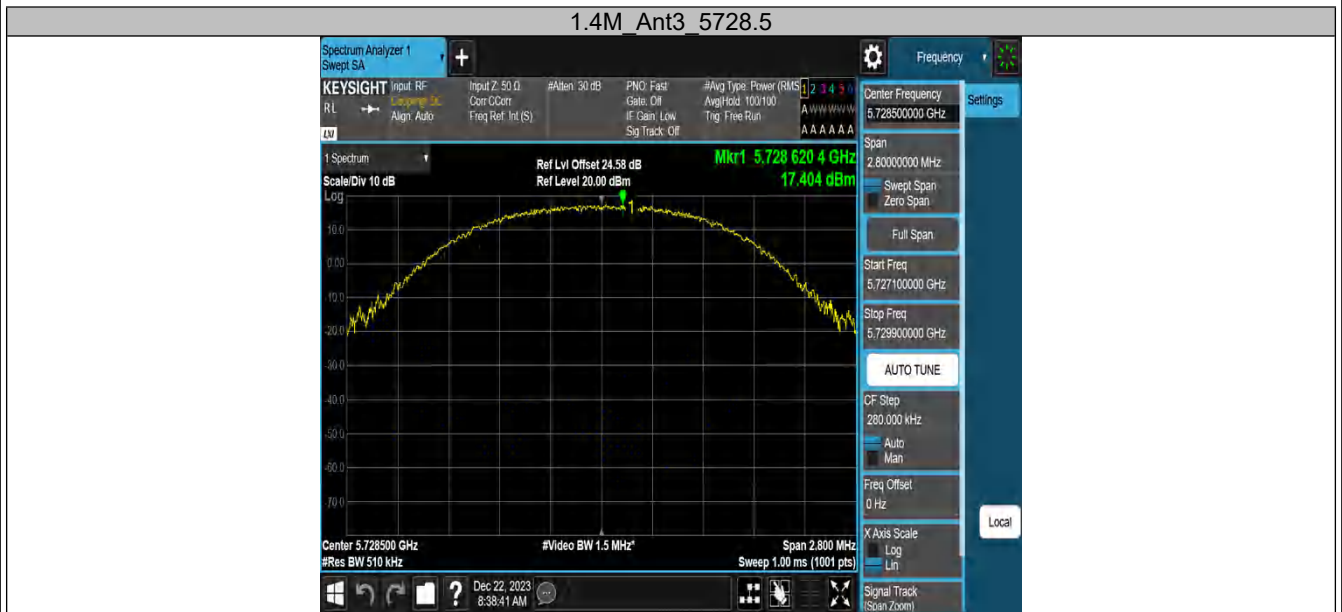 1.4M_Ant3_5728.5
Spectrum Analyzer 1
Swept SA
+
Frequency
KEYSIGHT
RL
LXI
Input: RF
Coupling: DC
Align: Auto
Input Z: 50 Ω
Corr CCorr
Freq Ref: Int (S)
#Atten: 30 dB
PNO: Fast
Gate: Off
IF Gain: Low
Sig Track: Off
#Avg Type: Power (RMS
Avg|Hold: 100/100
Trig: Free Run
1 2 3 4 5 6
A W W W W W
A A A A A A
Center Frequency
5.728500000 GHz
Settings
Span
2.80000000 MHz
Swept Span
Zero Span
Full Span
Start Freq
5.727100000 GHz
Stop Freq
5.729900000 GHz
AUTO TUNE
CF Step
280.000 kHz
Auto
Man
Freq Offset
0 Hz
X Axis Scale
Log
Lin
Local
Signal Track
(Span Zoom)
1 Spectrum
Scale/Div 10 dB
Log
Ref Lvl Offset 24.58 dB
Ref Level 20.00 dBm
Mkr1 5.728 620 4 GHz
17.404 dBm
1
10.0
0.00
-10.0
-20.0
-30.0
-40.0
-50.0
-60.0
-70.0
Center 5.728500 GHz
#Res BW 510 kHz
#Video BW 1.5 MHz*
Span 2.800 MHz
Sweep 1.00 ms (1001 pts)
?
Dec 22, 2023
8:38:41 AM